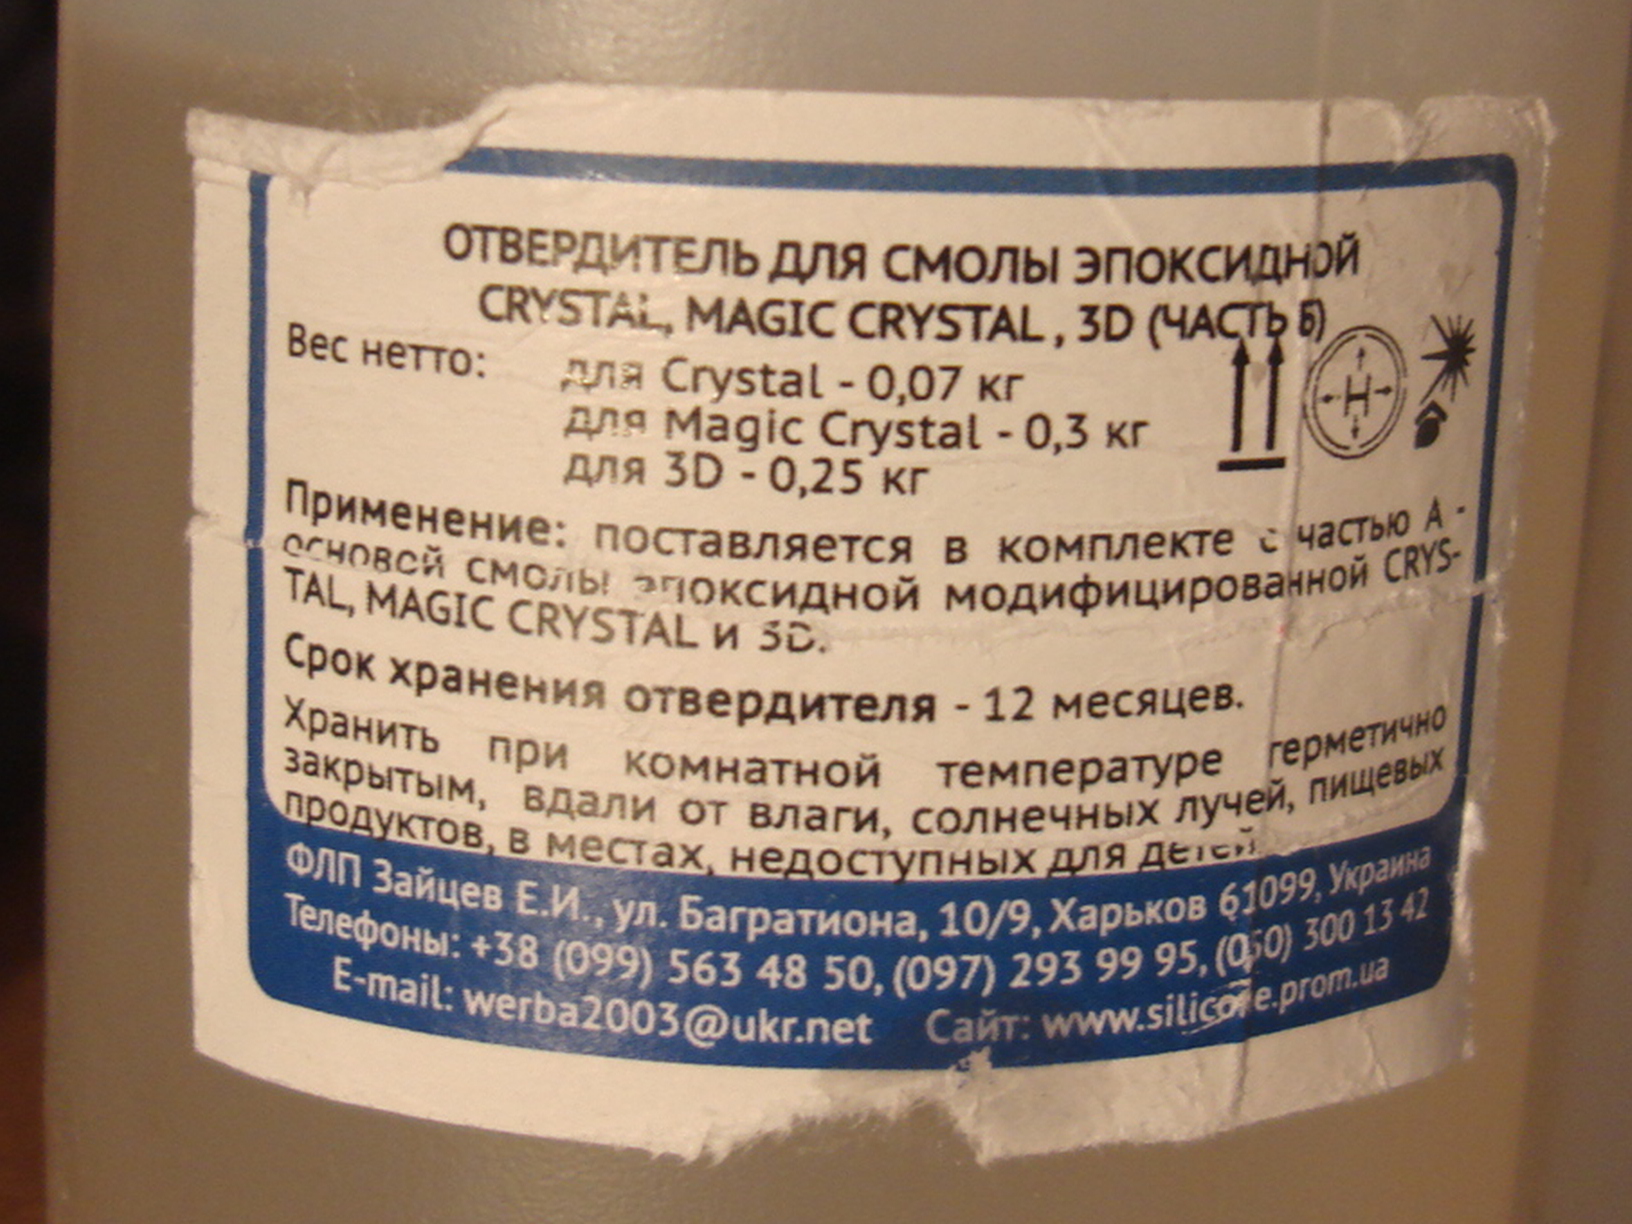 ОТВЕРДИТЕЛЬ ДЛЯ СМОЛЫ ЭПОКСИДНОЙ
CRYSTAL, MAGIC CRYSTAL , 3D (ЧАСТЬ Б)
Вес нетто:
для Crystal - 0,07 кг
для Magic Crystal - 0,3 кг
для 3D - 0,25 кг
Н
Применение: поставляется в комплекте с частью А -
основой смолы эпоксидной модифицированной CRYS-
TAL, MAGIC CRYSTAL и 3D.
Срок хранения отвердителя - 12 месяцев.
Хранить при комнатной температуре герметично
закрытым, вдали от влаги, солнечных лучей, пищевых
продуктов, в местах, недоступных для детей
ФЛП Зайцев Е.И., ул. Багратиона, 10/9, Харьков 61099, Украина
Телефоны: +38 (099) 563 48 50, (097) 293 99 95, (050) 300 13 42
E-mail: werba2003@ukr.net Сайт: www.silicone.prom.ua